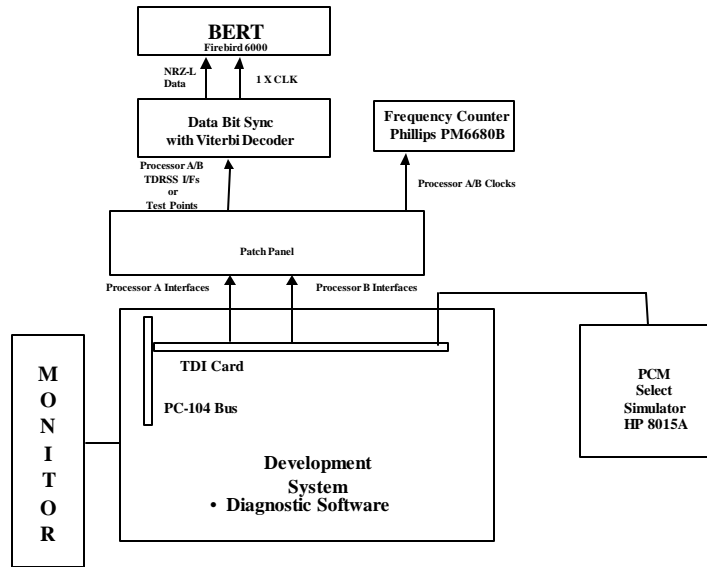 BERT
Firebird 6000
NRZ-L
Data
1 X CLK
Data Bit Sync
with Viterbi Decoder
Frequency Counter
Phillips PM6680B
Processor A/B
TDRSS I/Fs
or
Test Points
Processor A/B Clocks
Patch Panel
Processor A Interfaces
Processor B Interfaces
TDI Card
PC-104 Bus
M
O
N
I
T
O
R
PCM
Select
Simulator
HP 8015A
Development
System
• Diagnostic Software